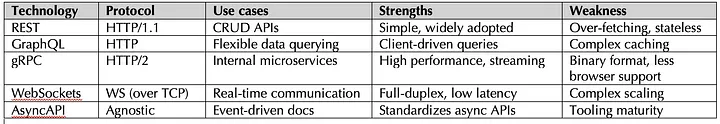 Technology Protocol Use cases Strengths Weakness
REST HTTP/1.1 CRUD APIs Simple, widely adopted Over-fetching, stateless
GraphQL HTTP Flexible data querying Client-driven queries Complex caching
gRPC HTTP/2 Internal microservices High performance, streaming Binary format, less
browser support
WebSockets WS (over TCP) Real-time communication Full-duplex, low latency Complex scaling
AsyncAPI Agnostic Event-driven docs Standardizes async APIs Tooling maturity